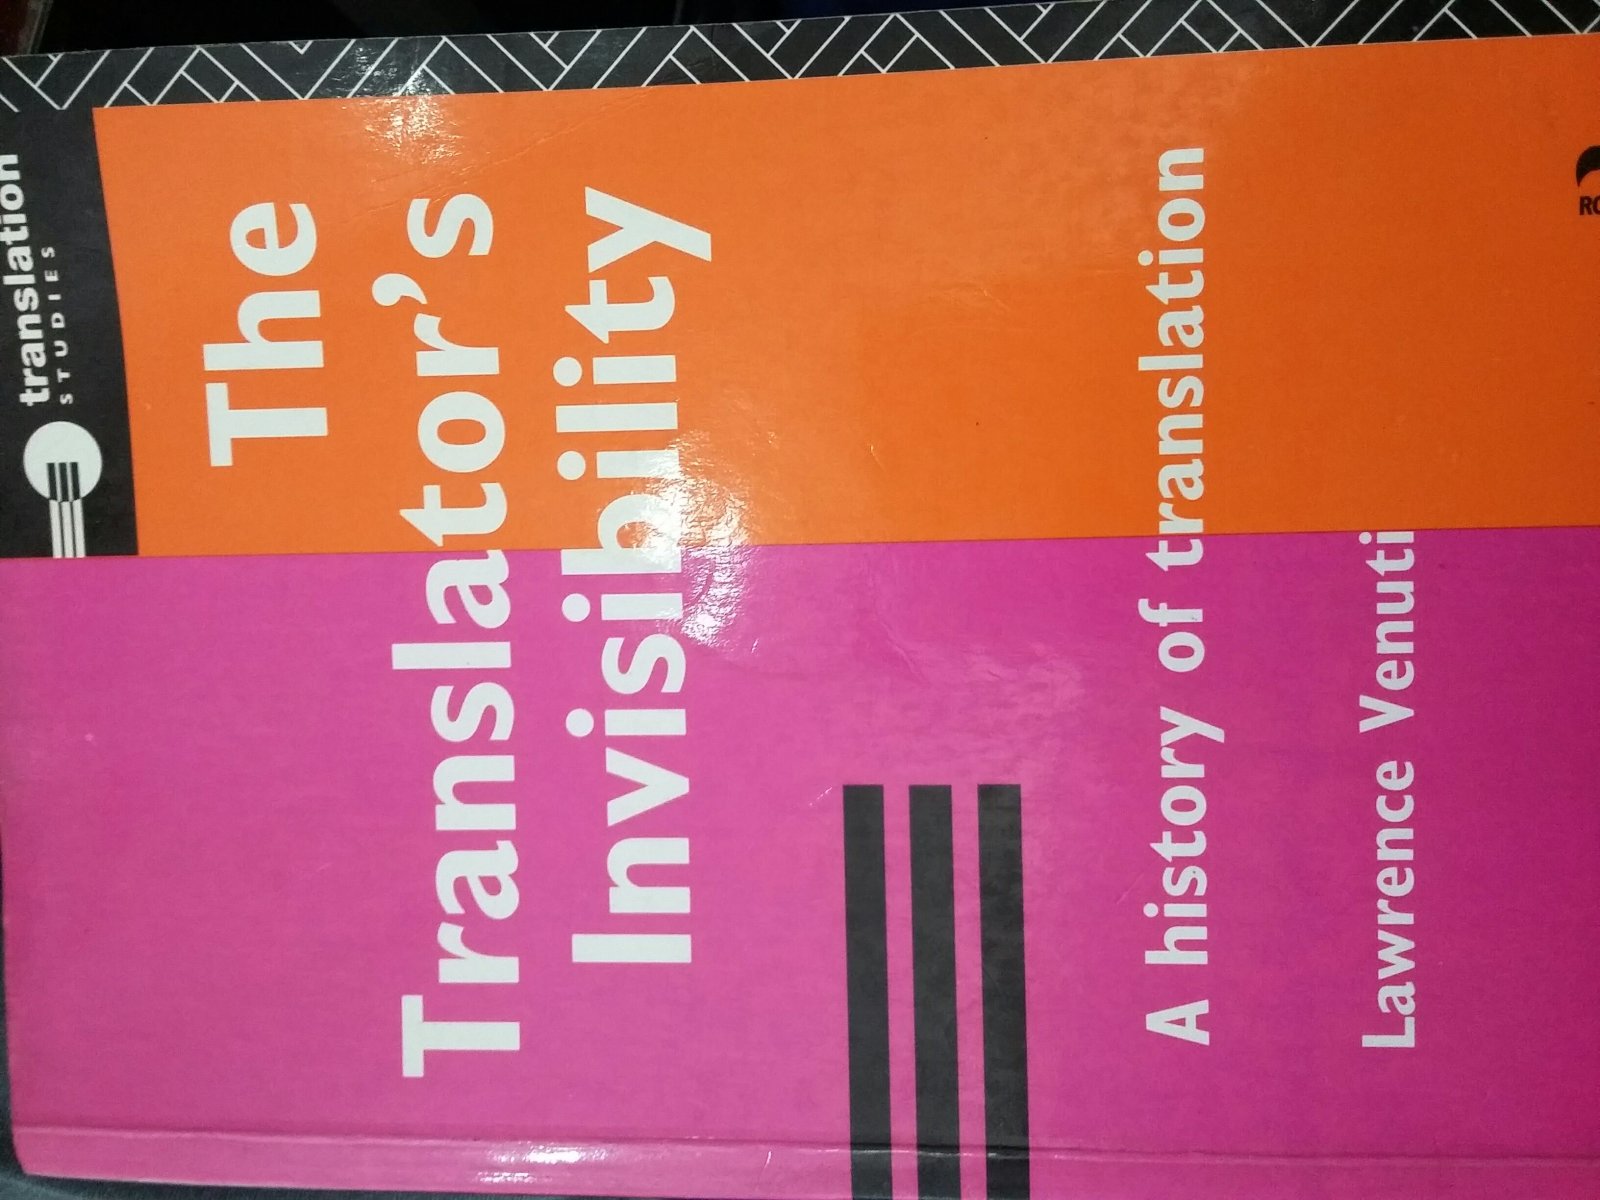 translation
STUDIES
The
Translator's
Invisibility
A history of translation
Lawrence Venuti